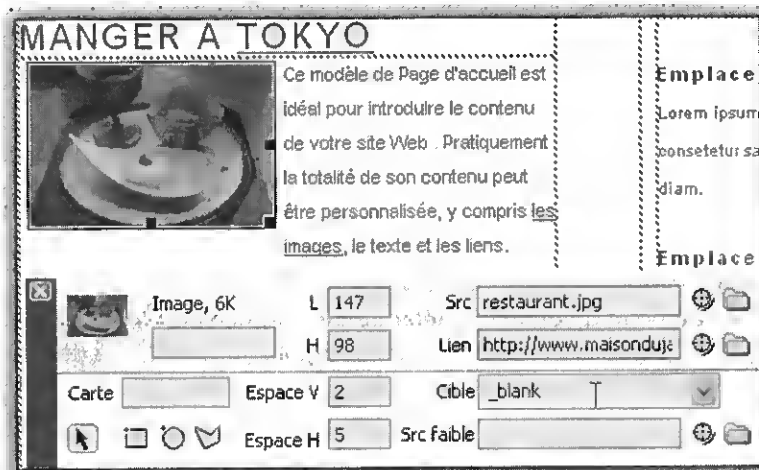 MANGER A TOKYO
Ce modèle de Page d'accueil est
idéal pour introduire le contenu
de votre site Web . Pratiquement
la totalité de son contenu peut
être personnalisée, y compris les
images, le texte et les liens.
Emplace
Lorem ipsum
consetetur sa
diam.
Emplace
Image, 6K
L 147
Src restaurant.jpg
H 98
Lien http://www.maisonduja
Carte
Espace V 2
Cible _blank
Espace H 5
Src faible